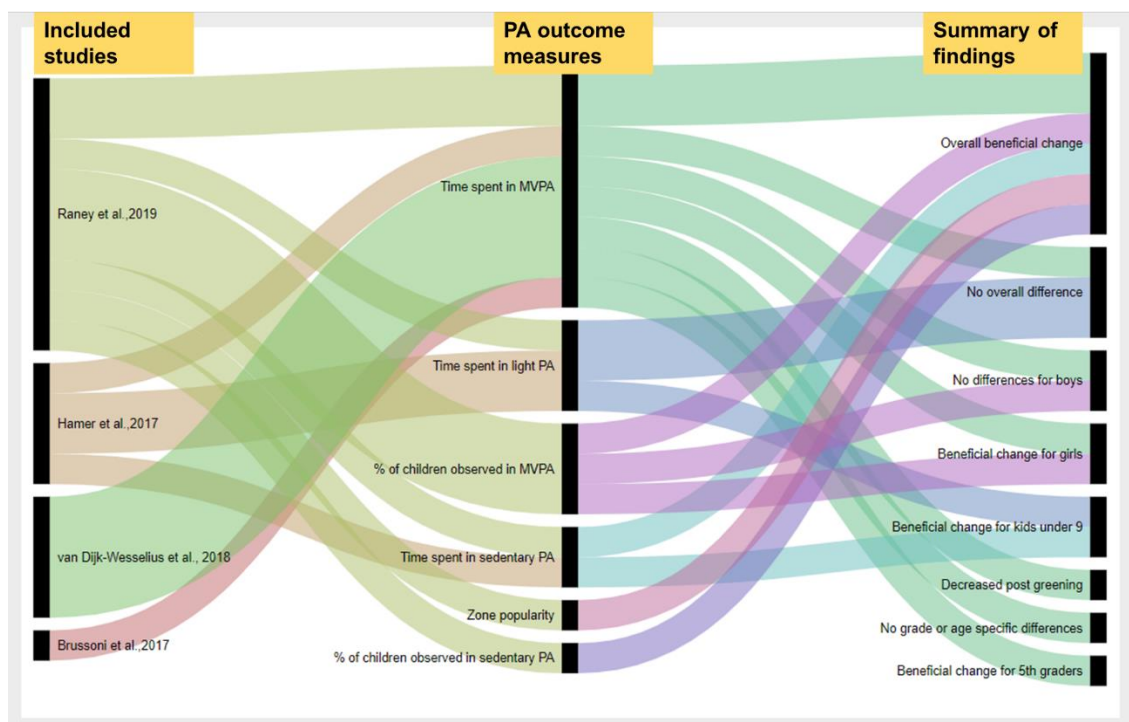 Included
studies
PA outcome
measures
Summary of
findings
Raney et al.,2019
Hamer et al.,2017
van Dijk-Wesselius et al., 2018
Brussoni et al.,2017
Time spent in MVPA
Time spent in light PA
% of children observed in MVPA
Time spent in sedentary PA
Zone popularity
% of children observed in sedentary PA
Overall beneficial change
No overall difference
No differences for boys
Beneficial change for girls
Beneficial change for kids under 9
Decreased post greening
No grade or age specific differences
Beneficial change for 5th graders